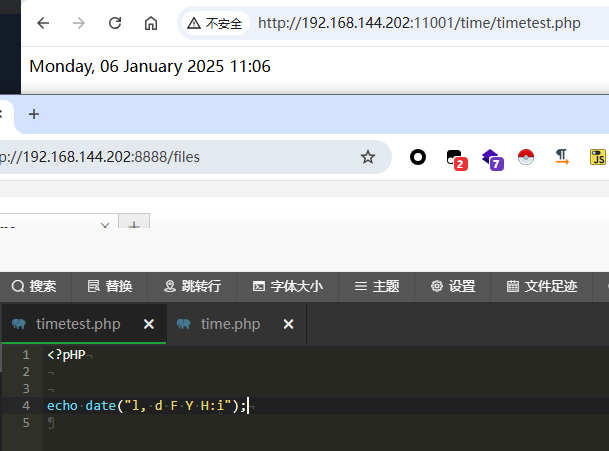 不安全 http://192.168.144.202:11001/time/timetest.php
Monday, 06 January 2025 11:06
p://192.168.144.202:8888/files
2
7
JS
搜索 替换 跳转行 字体大小 主题 设置 文件足迹
timetest.php time.php
1 <?pHP
2
3
4 echo date("l, d F Y H:i");
5